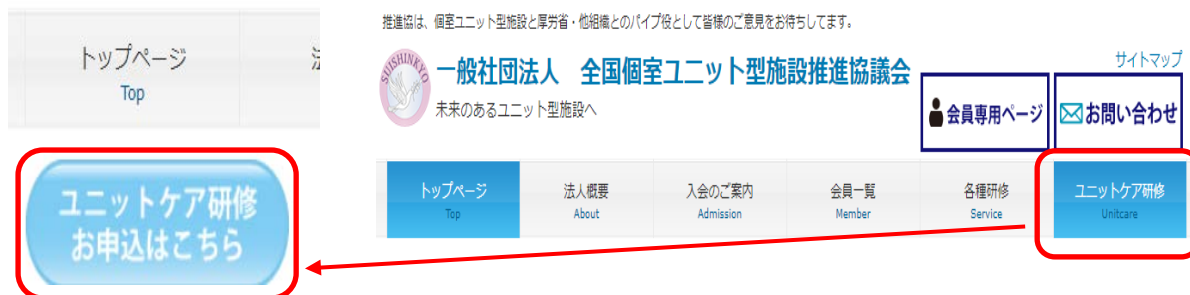 トップページ
Top
ユニットケア研修
お申込はこちら
推進協は、個室ユニット型施設と厚労省・他組織とのパイプ役として皆様のご意見をお待ちしてます。
SUISHINKYO
一般社団法人　全国個室ユニット型施設推進協議会
未来のあるユニット型施設へ
サイトマップ
会員専用ページ
お問い合わせ
トップページ
Top
法人概要
About
入会のご案内
Admission
会員一覧
Member
各種研修
Service
ユニットケア研修
Unitcare